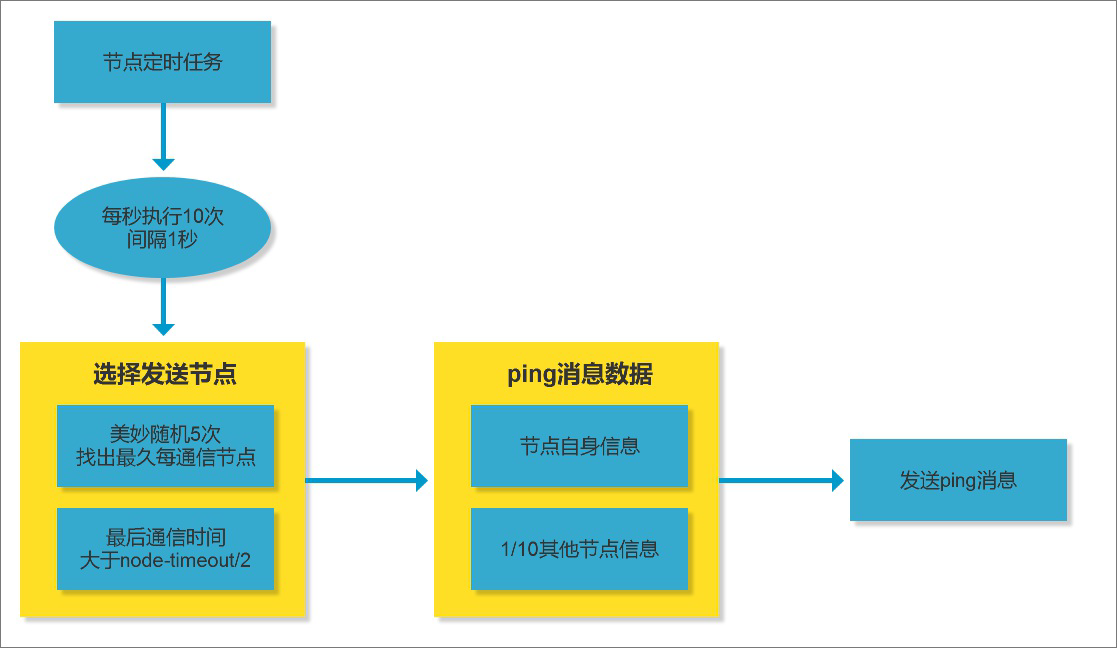 节点定时任务
每秒执行10次
间隔1秒
选择发送节点
美妙随机5次
找出最久每通信节点
最后通信时间
大于node-timeout/2
ping消息数据
节点自身信息
1/10其他节点信息
发送ping消息